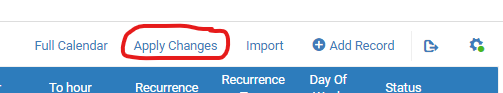 Full Calendar Apply Changes Import Add Record
To hour Recurrence Recurrence Day Of Status